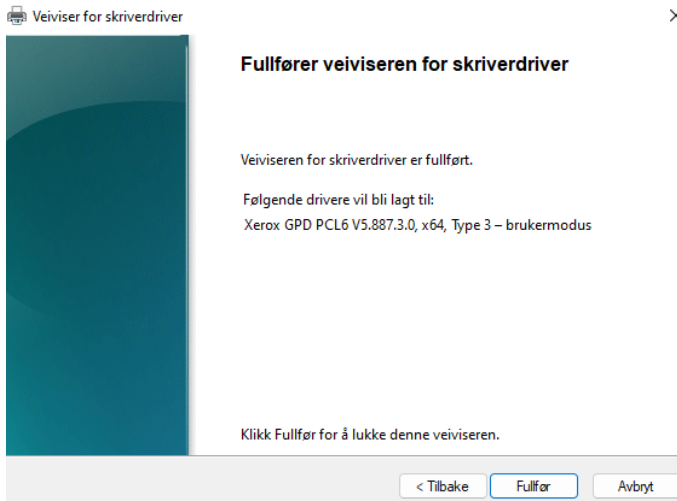 Veiviser for skriverdriver
Fullfører veiviseren for skriverdriver
Veiviseren for skriverdriver er fullført.
Følgende drivere vil bli lagt til:
Xerox GPD PCL6 V5.887.3.0, x64, Type 3 – brukermodus
Klikk Fullfør for å lukke denne veiviseren.
< Tilbake Fullfør Avbryt